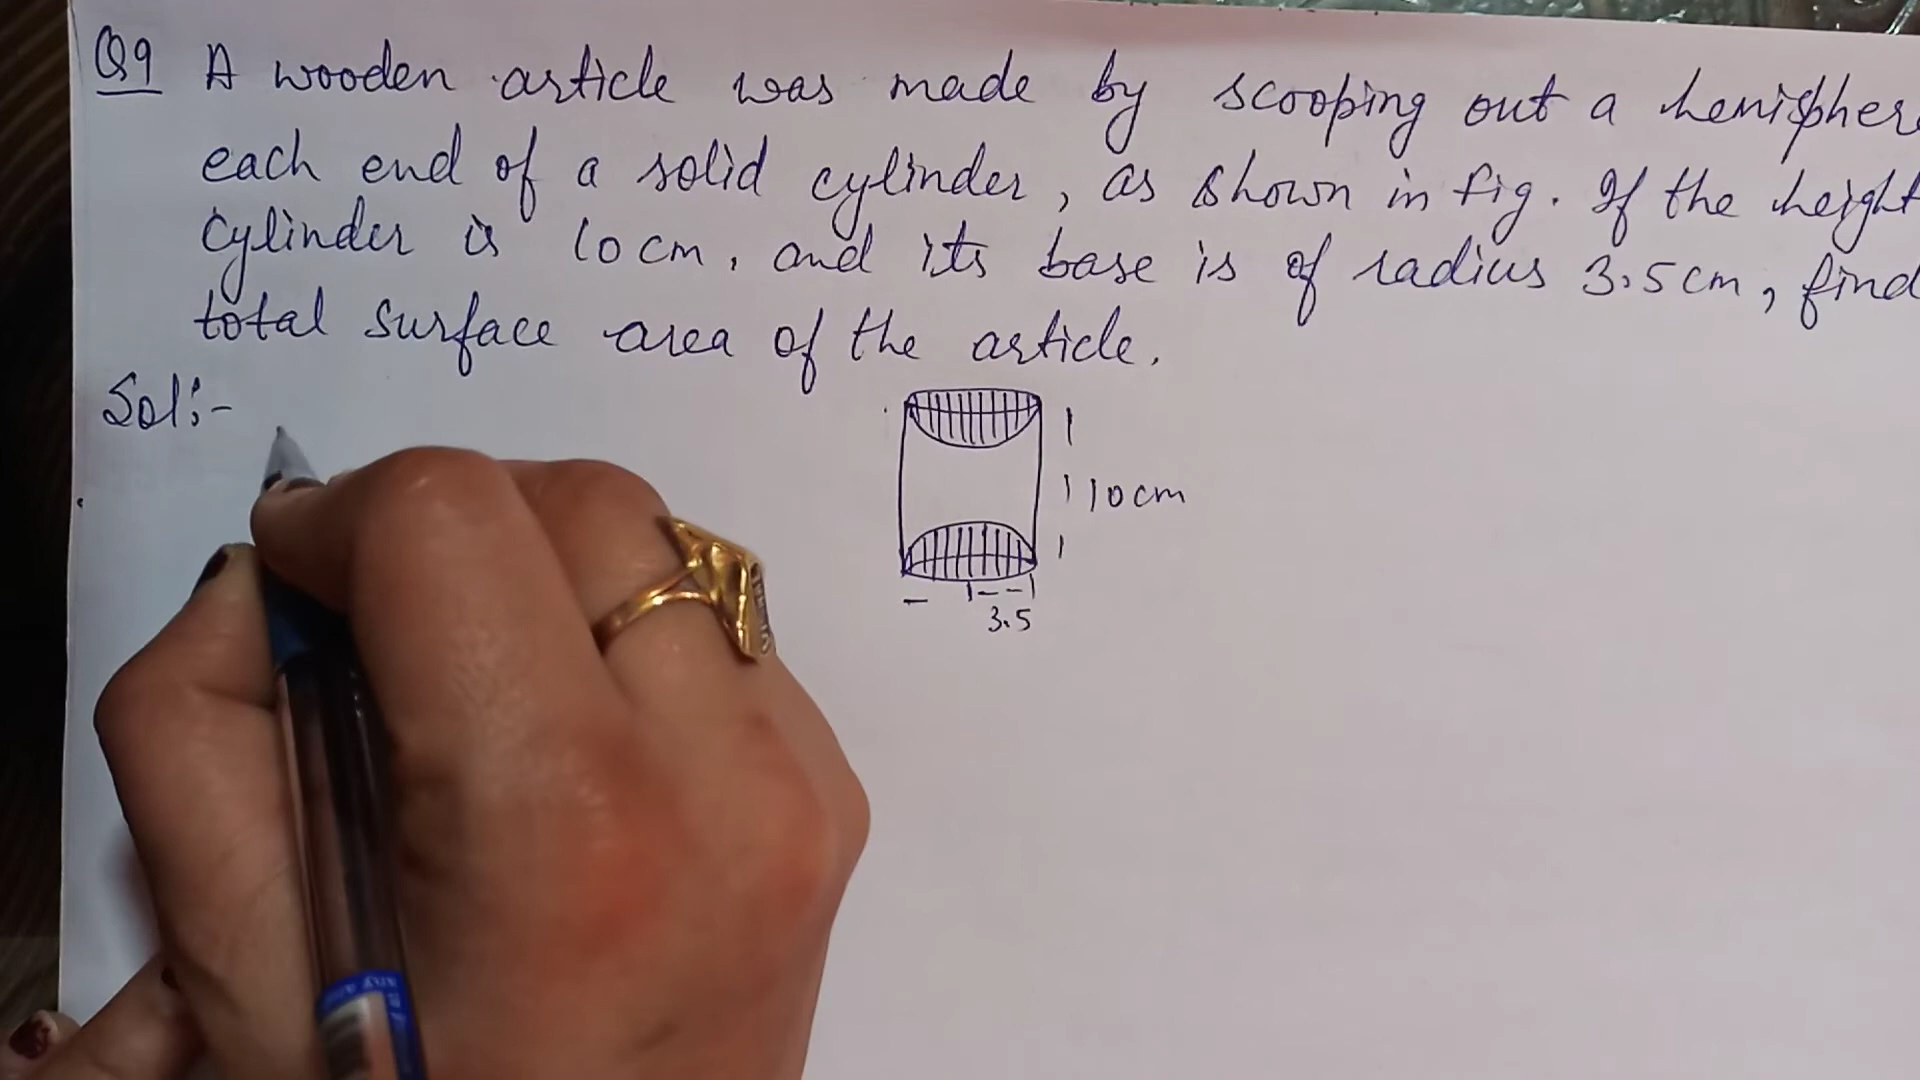 Q9 A wooden article was made by scooping out a hemispher
each end of a solid cylinder, as shown in fig. If the height
cylinder is 10 cm, and its base is of radius 3.5 cm, find
total surface area of the article.
Sol:-
10 cm
3.5